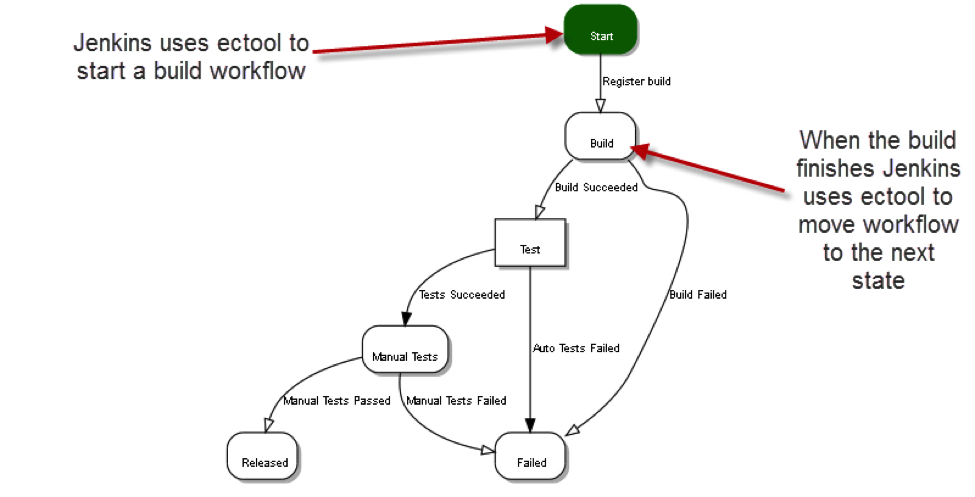 Jenkins uses ectool to
start a build workflow
Start
Register build
Build
When the build
finishes Jenkins
uses ectool to
move workflow
to the next
state
Build Succeeded
Test
Tests Succeeded
Build Failed
Auto Tests Failed
Manual Tests
Manual Tests Passed
Manual Tests Failed
Released
Failed